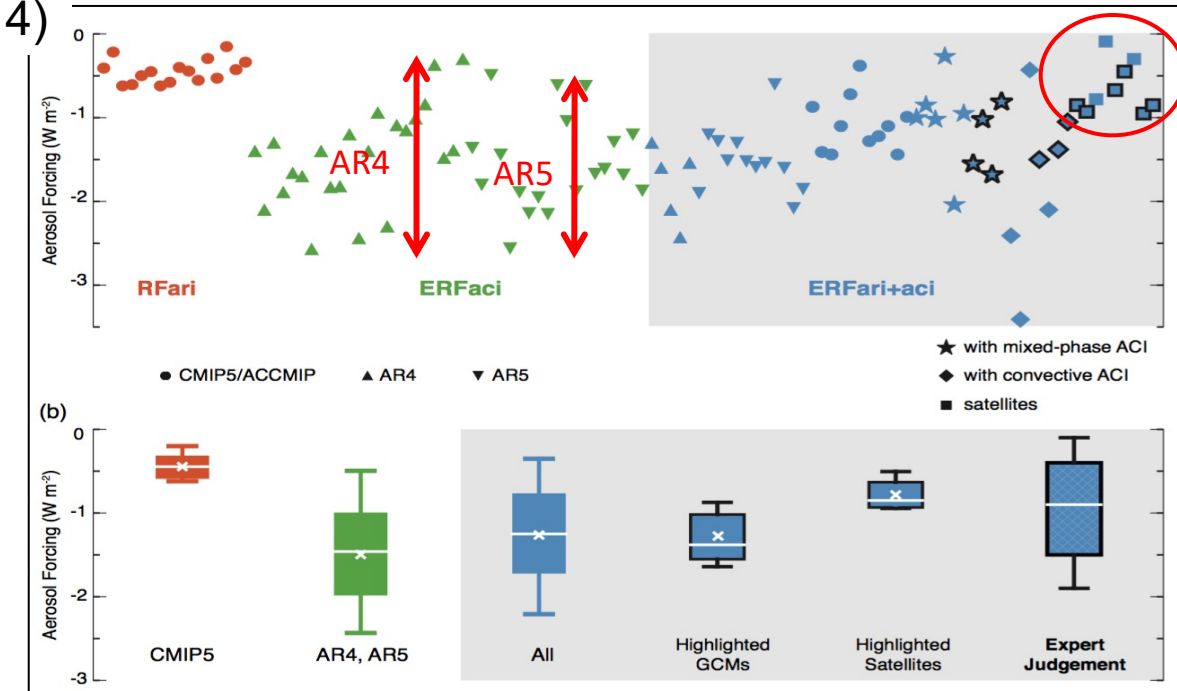 4)
0
-1
-2
-3
Aerosol Forcing (W m-2)
AR4
AR5
RFari
ERFaci
ERFari+aci
CMIP5/ACCMIP
AR4
AR5
with mixed-phase ACI
with convective ACI
satellites
(b)
0
-1
-2
-3
Aerosol Forcing (W m-2)
CMIP5
AR4, AR5
All
Highlighted
GCMs
Highlighted
Satellites
Expert
Judgement